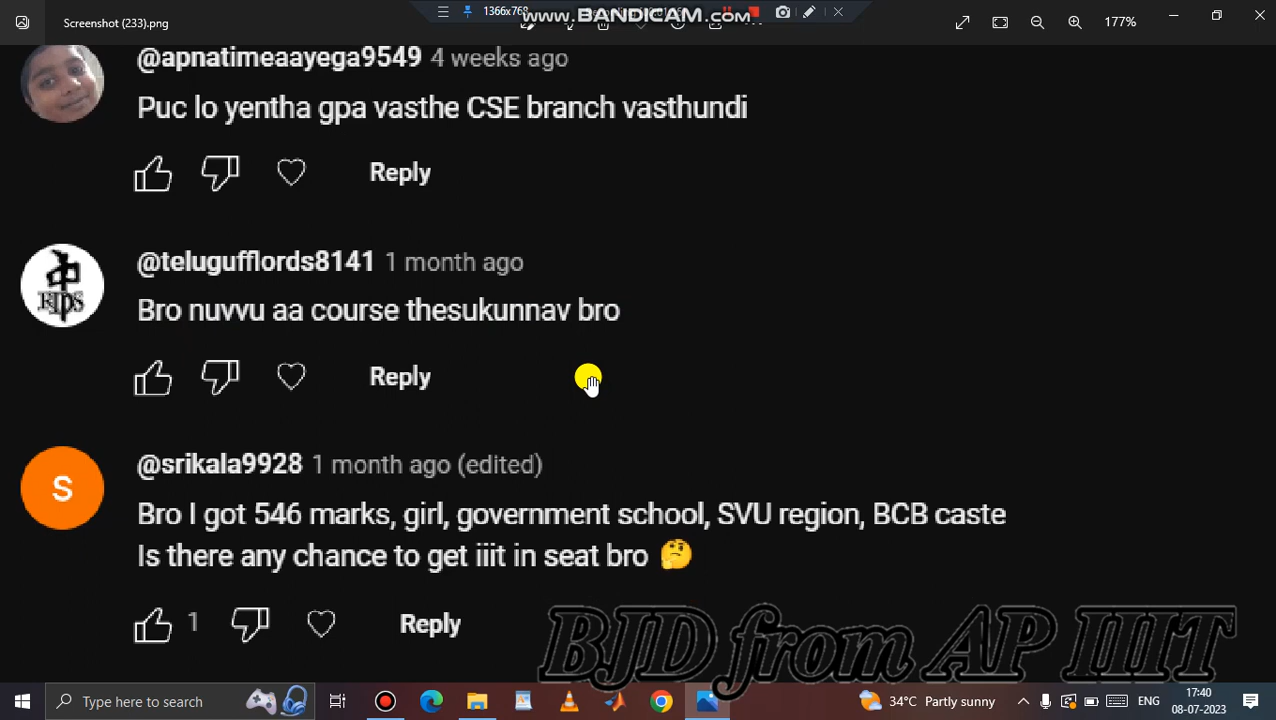 Screenshot (233).png
1366x768
www.BANDICAM.com
177%
@apnatimeaayega9549 4 weeks ago
Puc lo yentha gpa vasthe CSE branch vasthundi
Reply
@telugufflords8141 1 month ago
Bro nuvvu aa course thesukunnav bro
Reply
@srikala9928 1 month ago (edited)
Bro I got 546 marks, girl, government school, SVU region, BCB caste
Is there any chance to get iiit in seat bro 🤔
1 Reply
BJD from AP IIIT
Type here to search
34°C Partly sunny
ENG
17:40
08-07-2023